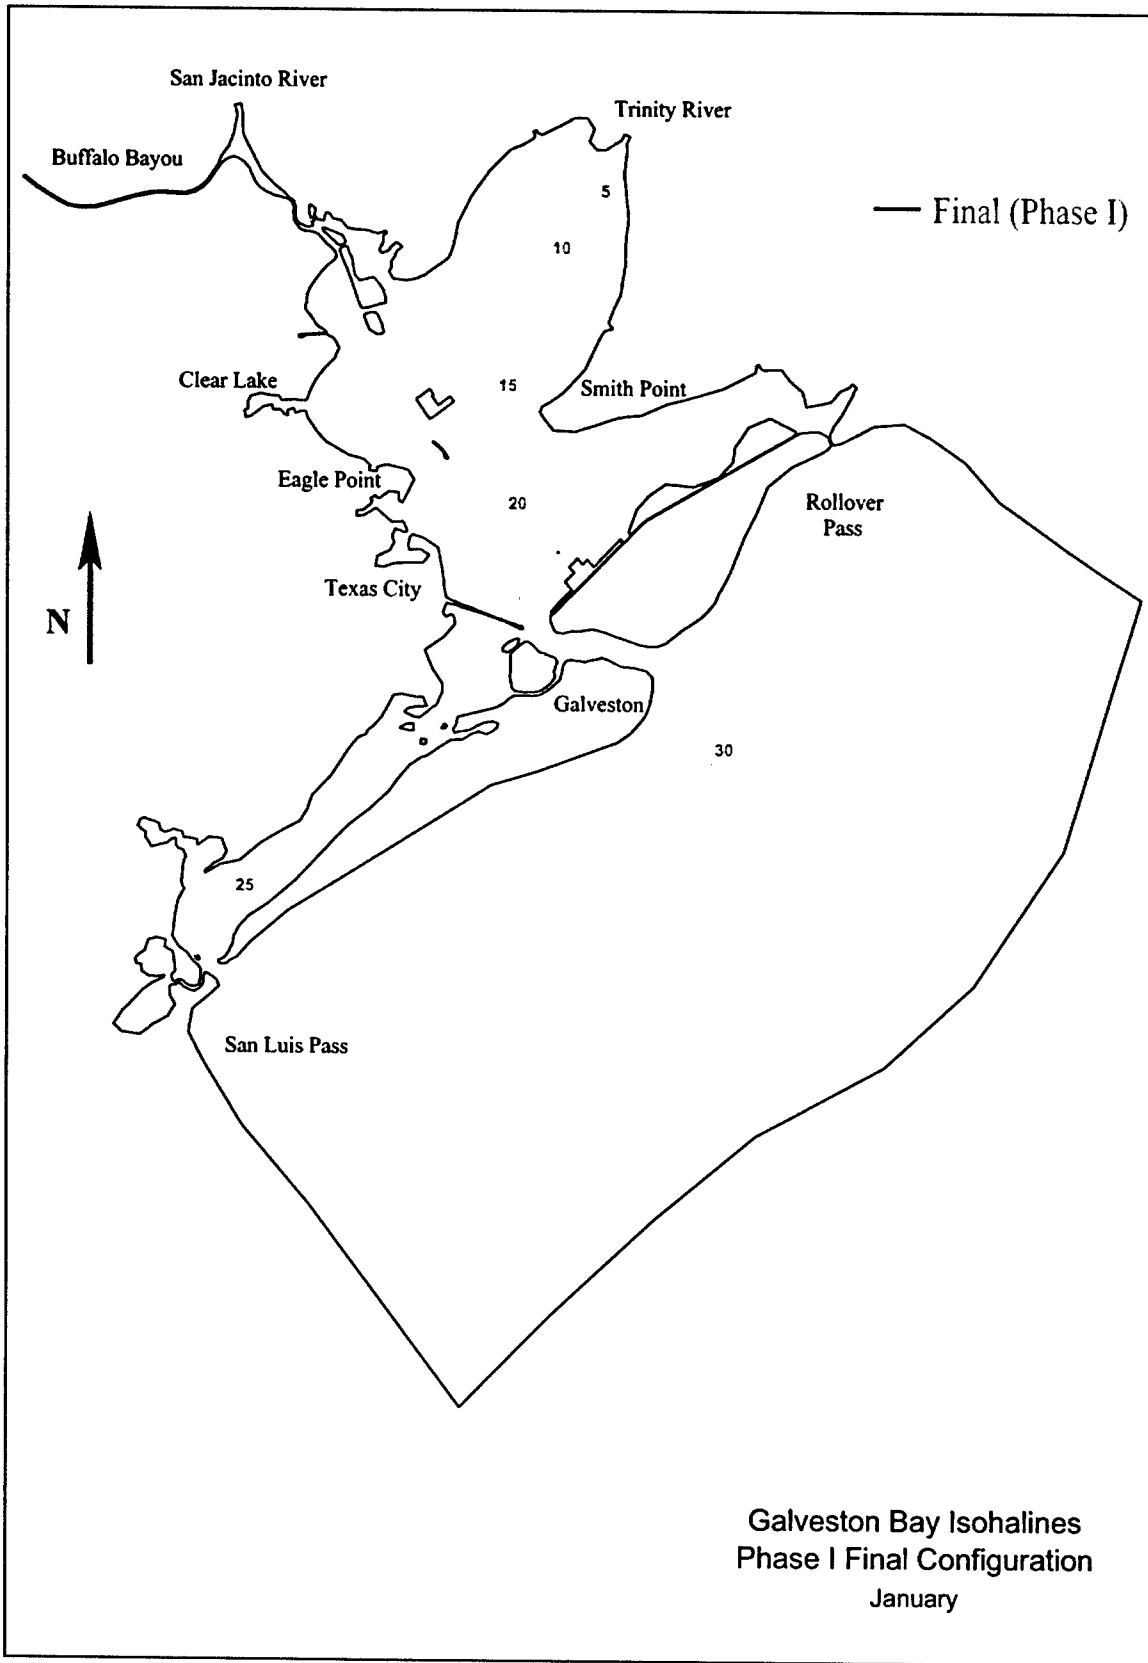 San Jacinto River
Trinity River
Buffalo Bayou
5
Final (Phase I)
10
Clear Lake
15
Smith Point
Eagle Point
20
Rollover
Pass
Texas City
N
Galveston
30
25
San Luis Pass
Galveston Bay Isohalines
Phase I Final Configuration
January